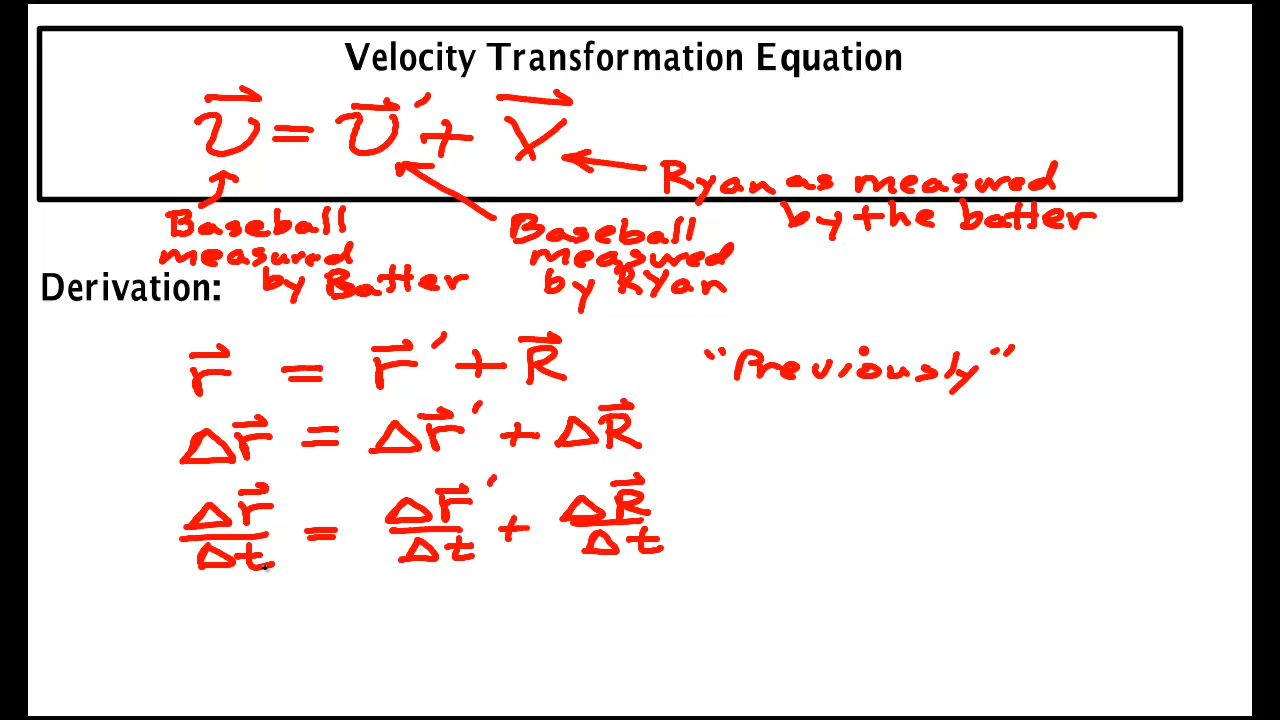 Velocity Transformation Equation
v⃗ = v⃗′ + V⃗
Ryan as measured
by the batter
Baseball
measured
by Batter
Baseball
measured
by RYan
Derivation:
r⃗ = r⃗′ + R⃗ "Previously"
Δr⃗ = Δr⃗′ + ΔR⃗
Δr⃗/Δt = Δr⃗′/Δt + ΔR⃗/Δt